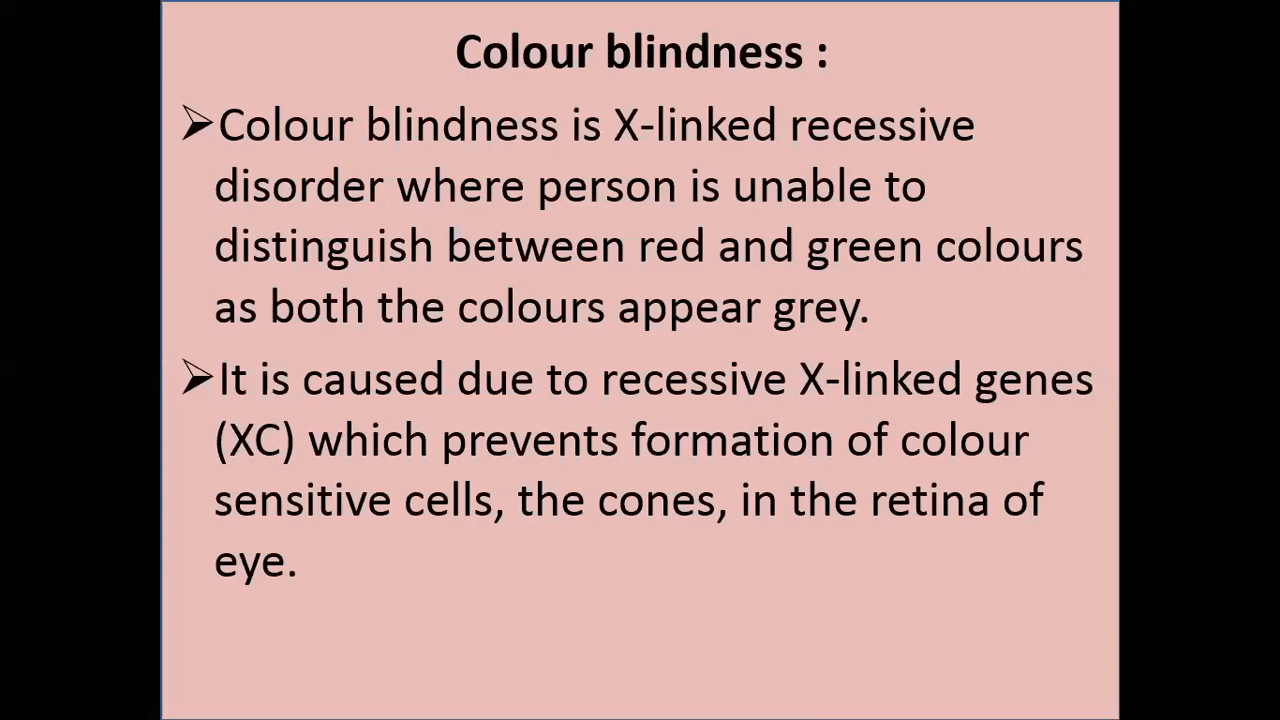 Colour blindness :
➢Colour blindness is X-linked recessive
disorder where person is unable to
distinguish between red and green colours
as both the colours appear grey.
➢It is caused due to recessive X-linked genes
(XC) which prevents formation of colour
sensitive cells, the cones, in the retina of
eye.